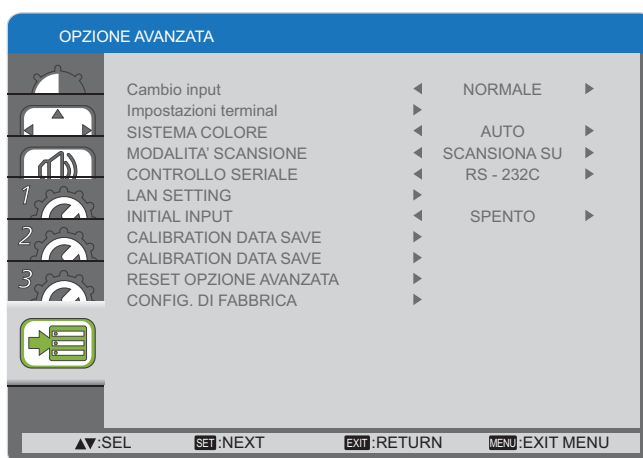 OPZIONE AVANZATA
Cambio input NORMALE
Impostazioni terminal
SISTEMA COLORE AUTO
MODALITA' SCANSIONE SCANSIONA SU
CONTROLLO SERIALE RS - 232C
LAN SETTING
INITIAL INPUT SPENTO
CALIBRATION DATA SAVE
CALIBRATION DATA SAVE
RESET OPZIONE AVANZATA
CONFIG. DI FABBRICA
1
2
3
:SEL SET:NEXT EXIT:RETURN MENU:EXIT MENU